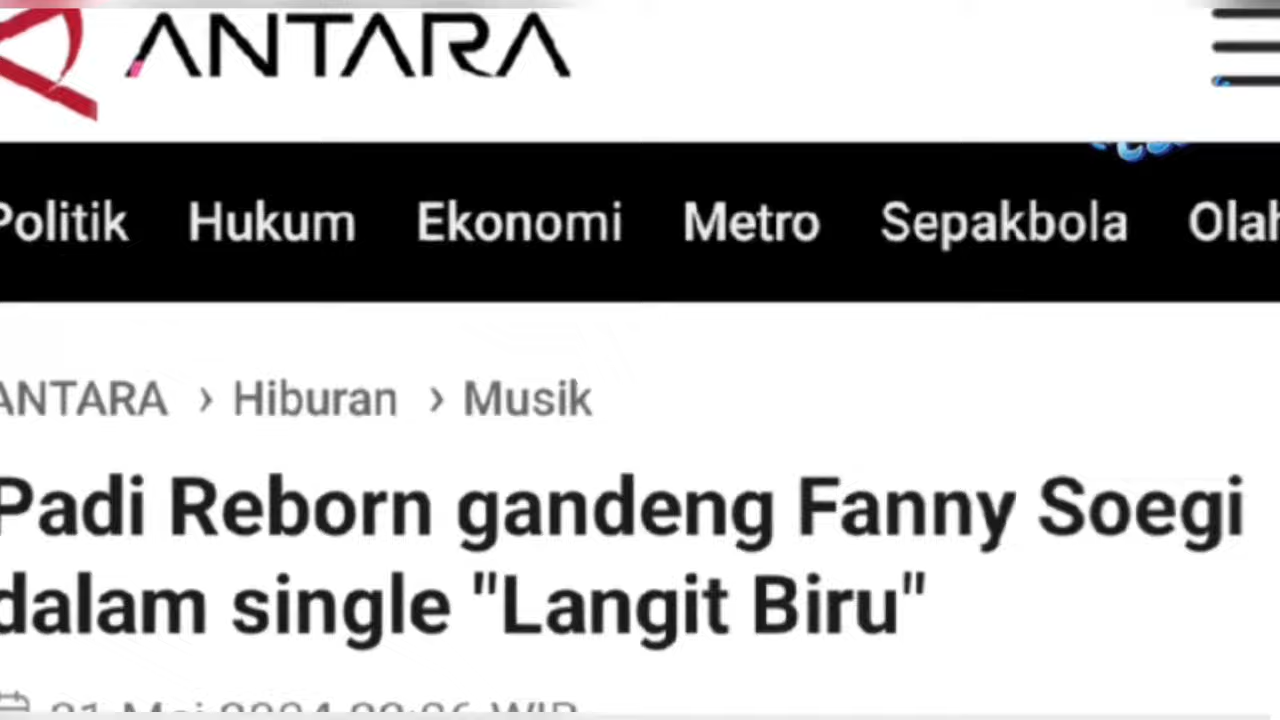 ANTARA
Politik Hukum Ekonomi Metro Sepakbola
ANTARA › Hiburan › Musik
Padi Reborn gandeng Fanny Soegi
dalam single "Langit Biru"